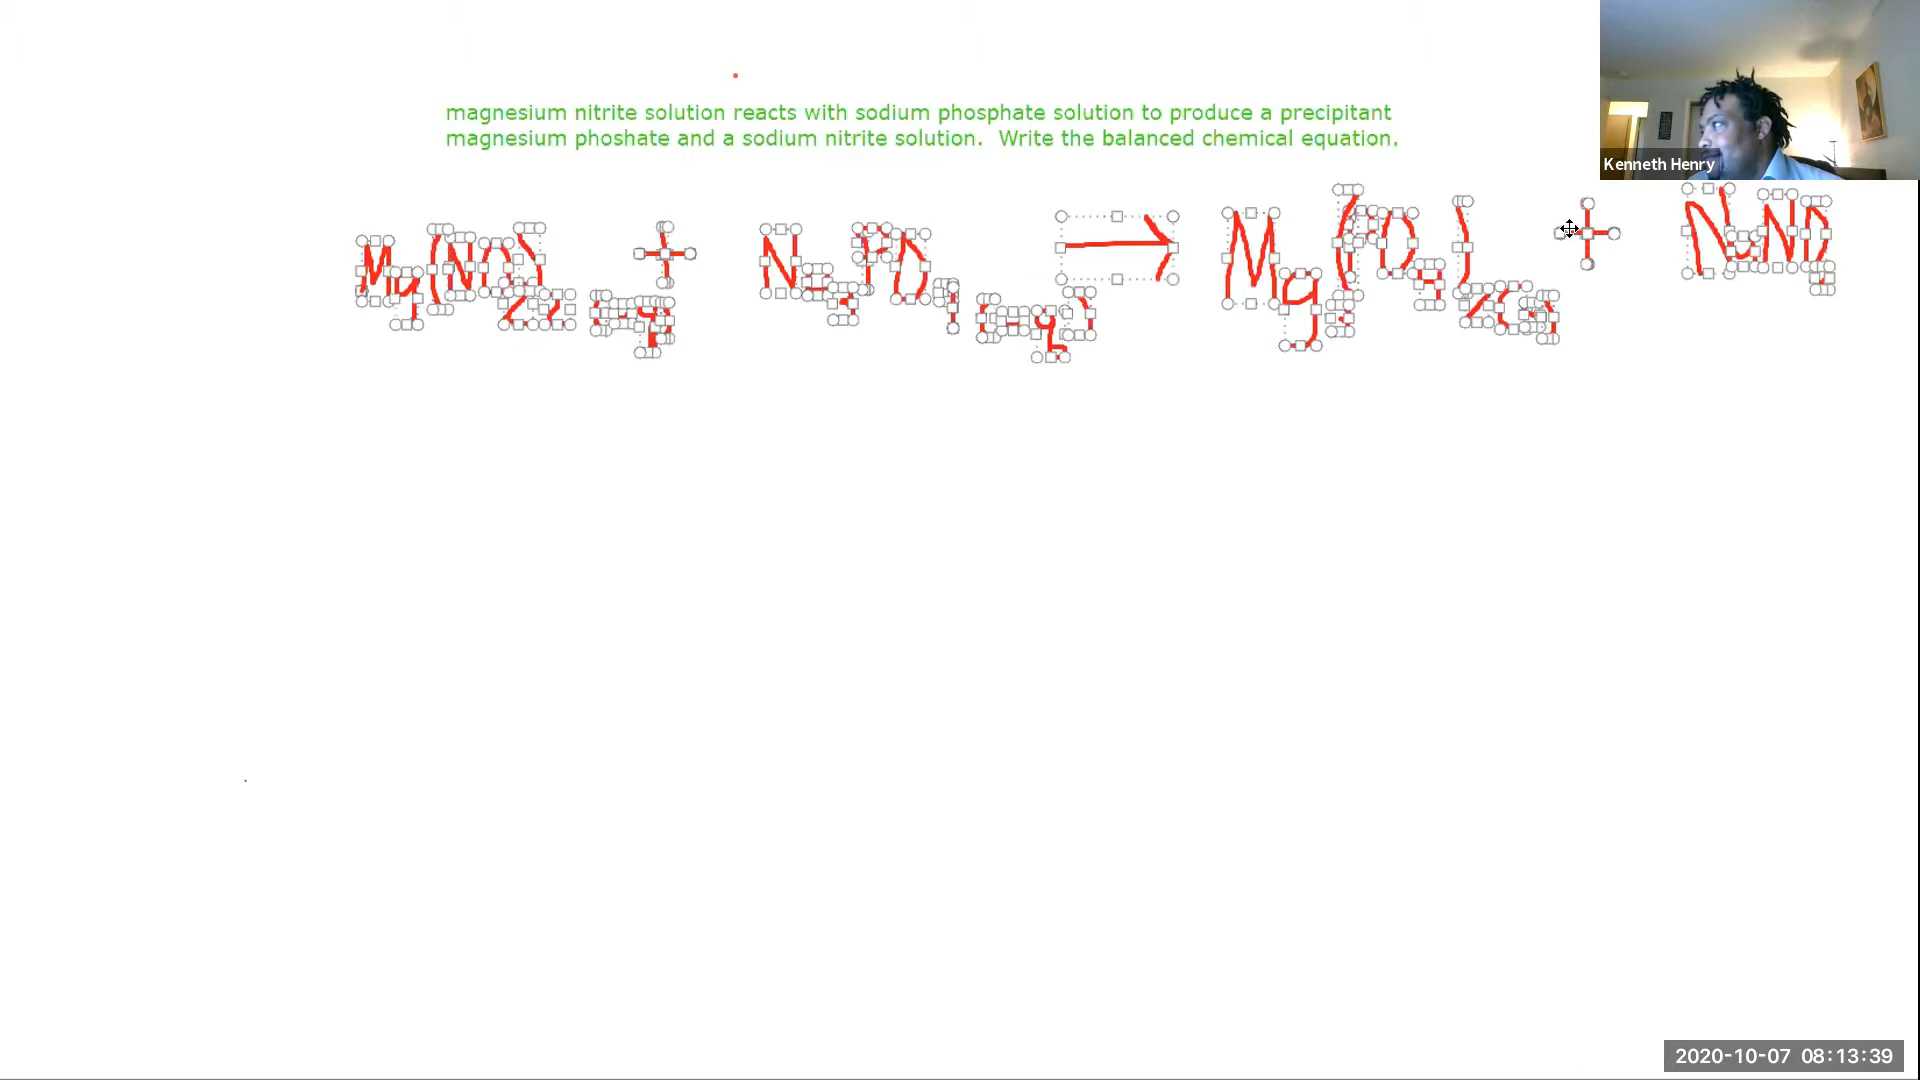 magnesium nitrite solution reacts with sodium phosphate solution to produce a precipitant
magnesium phoshate and a sodium nitrite solution.  Write the balanced chemical equation.
Kenneth Henry
Mg(NO2)2 (aq) + Na3PO4 (aq) → Mg3(PO4)2(s) + NaNO2
2020-10-07 08:13:39